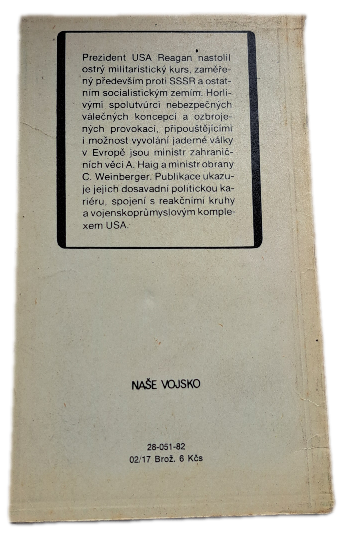 Prezident USA Reagan nastolil
ostrý militaristický kurs, zaměře-
ný především proti SSSR a ostat-
ním socialistickým zemím. Horli-
vými spolutvůrci nebezpečných
válečných koncepcí a ozbroje-
ných provokací, připouštějícími
i možnost vyvolání jaderné války
v Evropě jsou ministr zahranič-
ních věcí A. Haig a ministr obrany
C. Weinberger. Publikace ukazu-
je jejich dosavadní politickou ka-
riéru, spojení s reakčními kruhy
a vojenskoprůmyslovým komple-
xem USA.
NAŠE VOJSKO
28-051-82
02/17 Brož. 6 Kčs